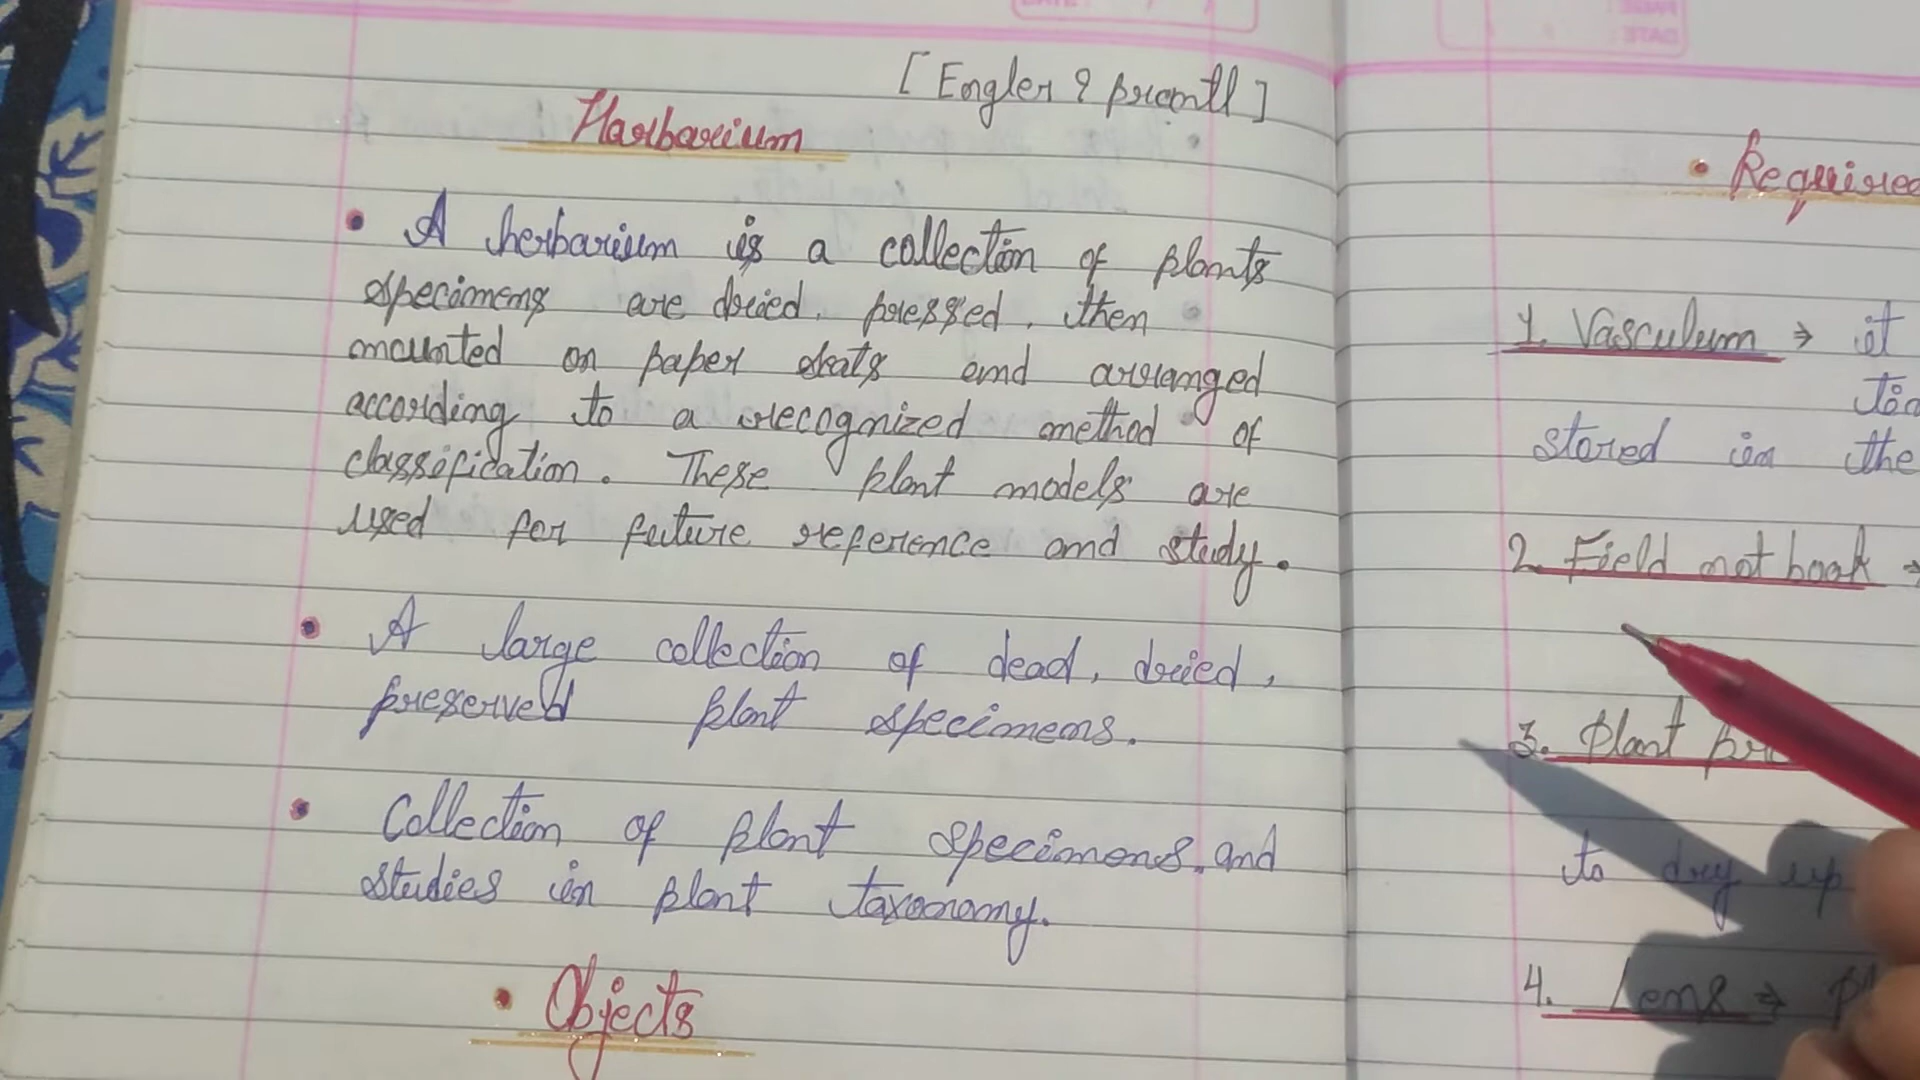 [ Engler & prantl ]
Harbarium
• A herbarium is a collection of plants
specimens are dried, pressed, then
mounted on paper shats and arranged
according to a recognized method of
classification. These plant models are
used for future reference and study.
• A large collection of dead, dried,
preserved plant specimens.
• Collection of plant specimens, and
studies in plant taxonomy.
• Objects
PAGE:
DATE:
• Required
1. Vasculum ⇒ it
stored in the
2. Field not book →
3. Plant
to dry up
4. Lens ⇒